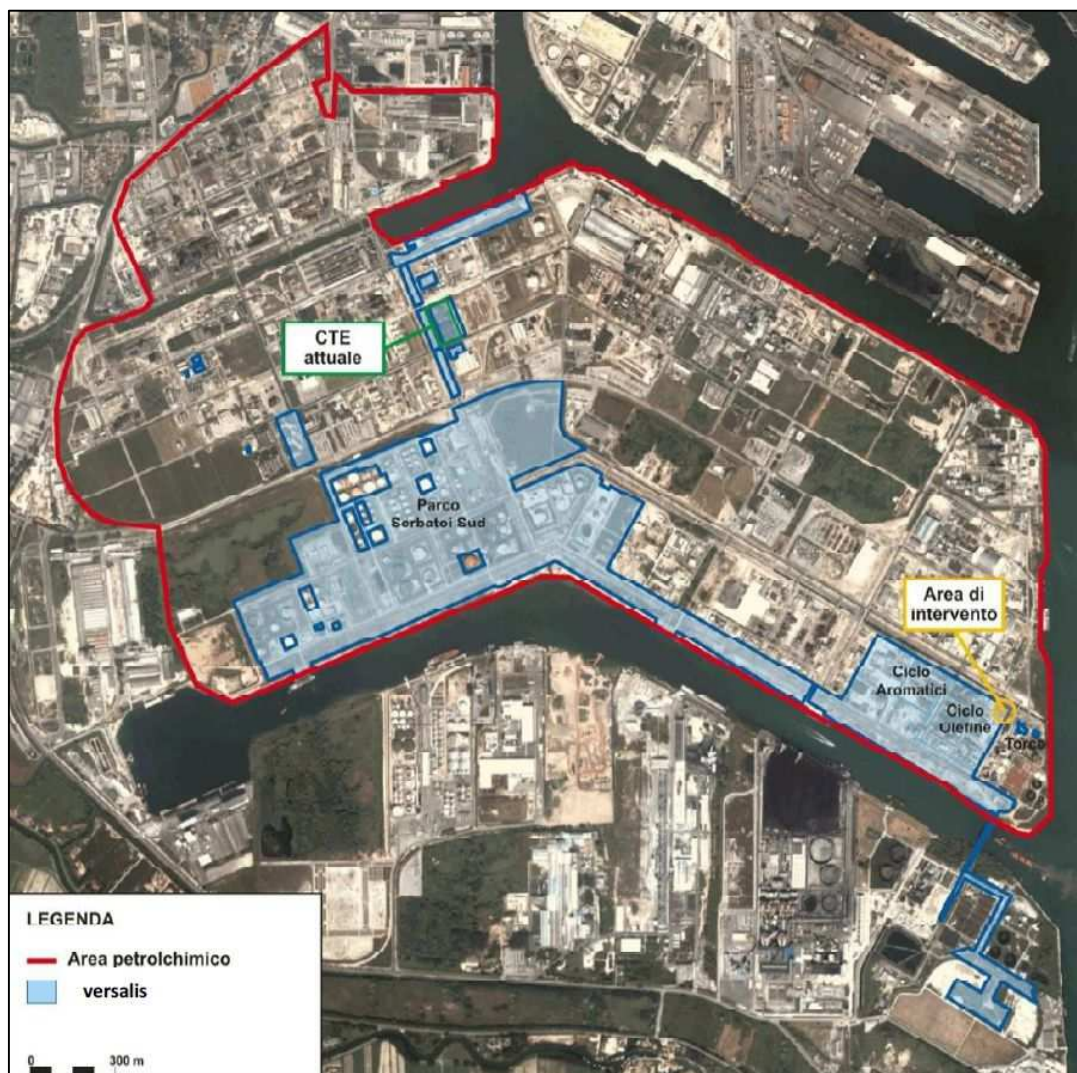 CTE
attuale
Parco
Serbatoi Sud
Area di
intervento
Ciclo
Aromatici
Ciclo
Olefine
Torce
LEGENDA
Area petrolchimico
versalis
0 300 m